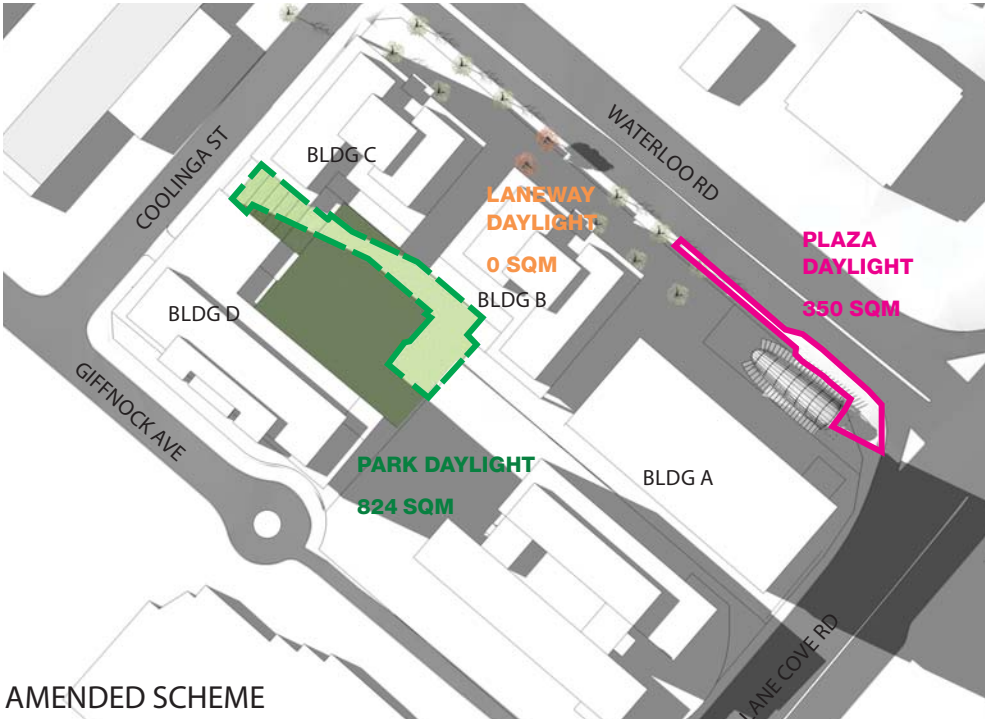 WATERLOO RD
COOLINGA ST
BLDG C
LANEWAY
DAYLIGHT
0 SQM
PLAZA
DAYLIGHT
350 SQM
BLDG B
BLDG D
GIFFNOCK AVE
PARK DAYLIGHT
824 SQM
BLDG A
LANE COVE RD
AMENDED SCHEME